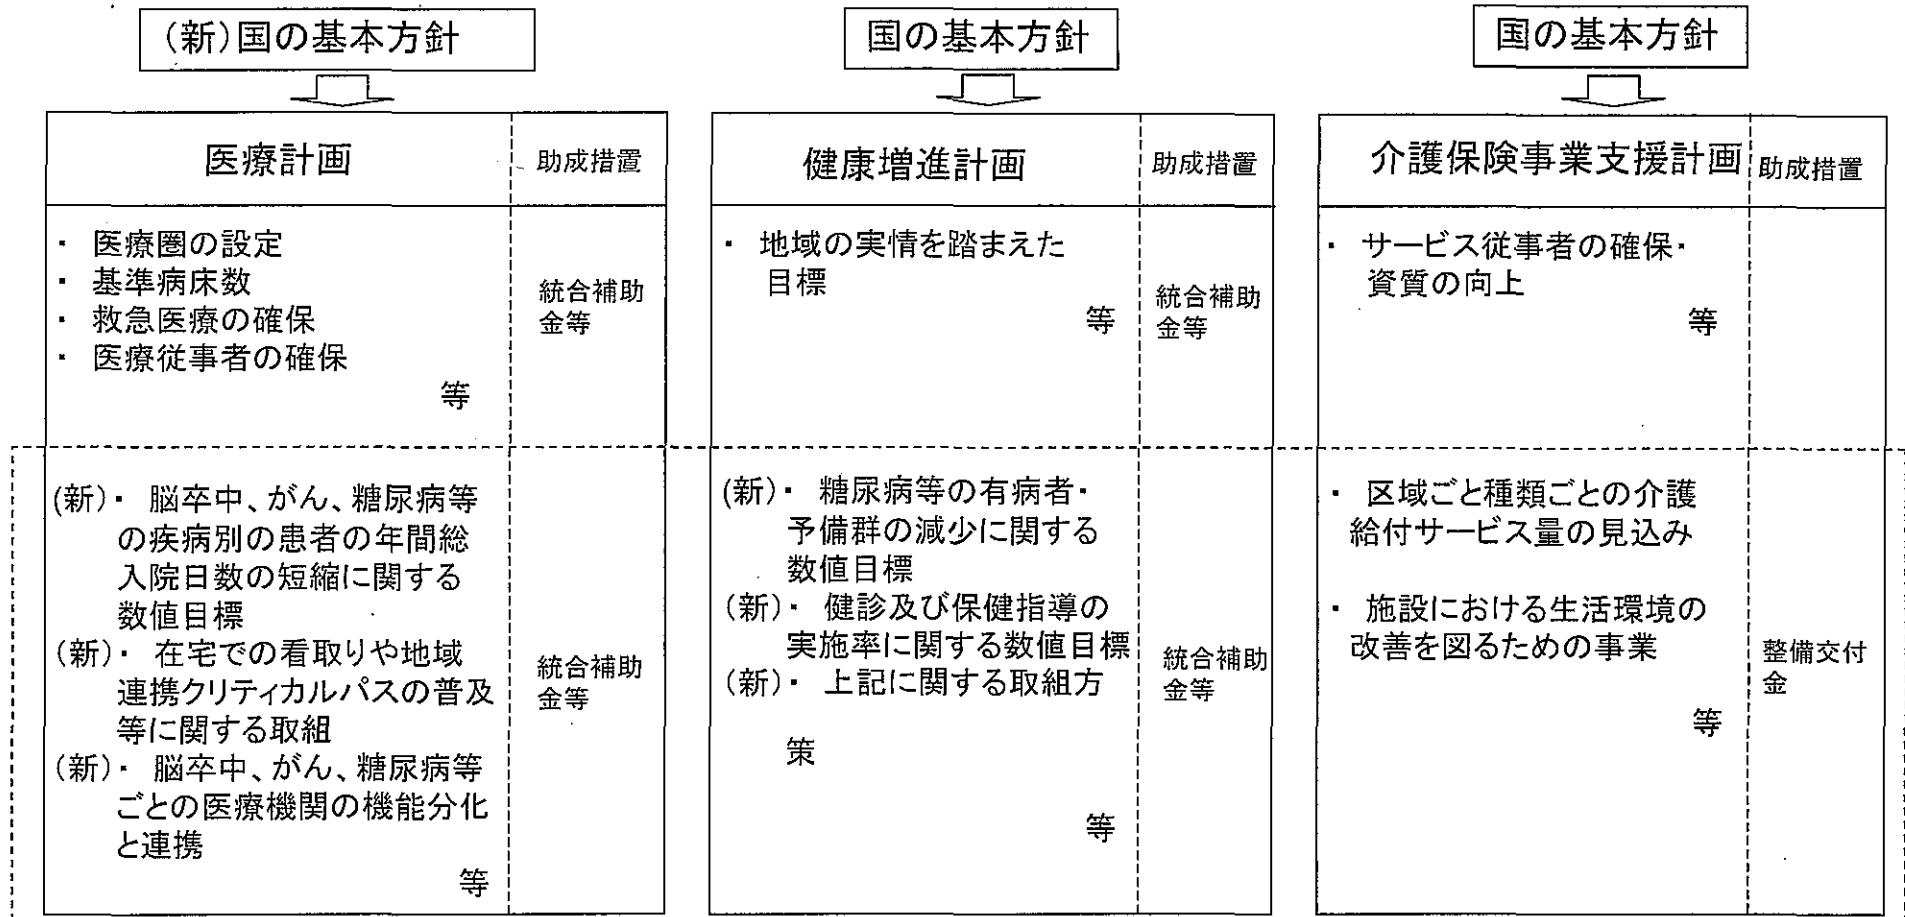 (新)国の基本方針
医療計画
助成措置
・ 医療圏の設定
・ 基準病床数
・ 救急医療の確保
・ 医療従事者の確保
等
統合補助
金等
(新)・ 脳卒中、がん、糖尿病等
の疾病別の患者の年間総
入院日数の短縮に関する
数値目標
(新)・ 在宅での看取りや地域
連携クリティカルパスの普及
等に関する取組
(新)・ 脳卒中、がん、糖尿病等
ごとの医療機関の機能分化
と連携
等
統合補助
金等
国の基本方針
健康増進計画
助成措置
・ 地域の実情を踏まえた
目標
等
統合補助
金等
(新)・ 糖尿病等の有病者・
予備群の減少に関する
数値目標
(新)・ 健診及び保健指導の
実施率に関する数値目標
(新)・ 上記に関する取組方
策
等
統合補助
金等
国の基本方針
介護保険事業支援計画
助成措置
・ サービス従事者の確保・
資質の向上
等
・ 区域ごと種類ごとの介護
給付サービス量の見込み
・ 施設における生活環境の
改善を図るための事業
等
整備交付
金